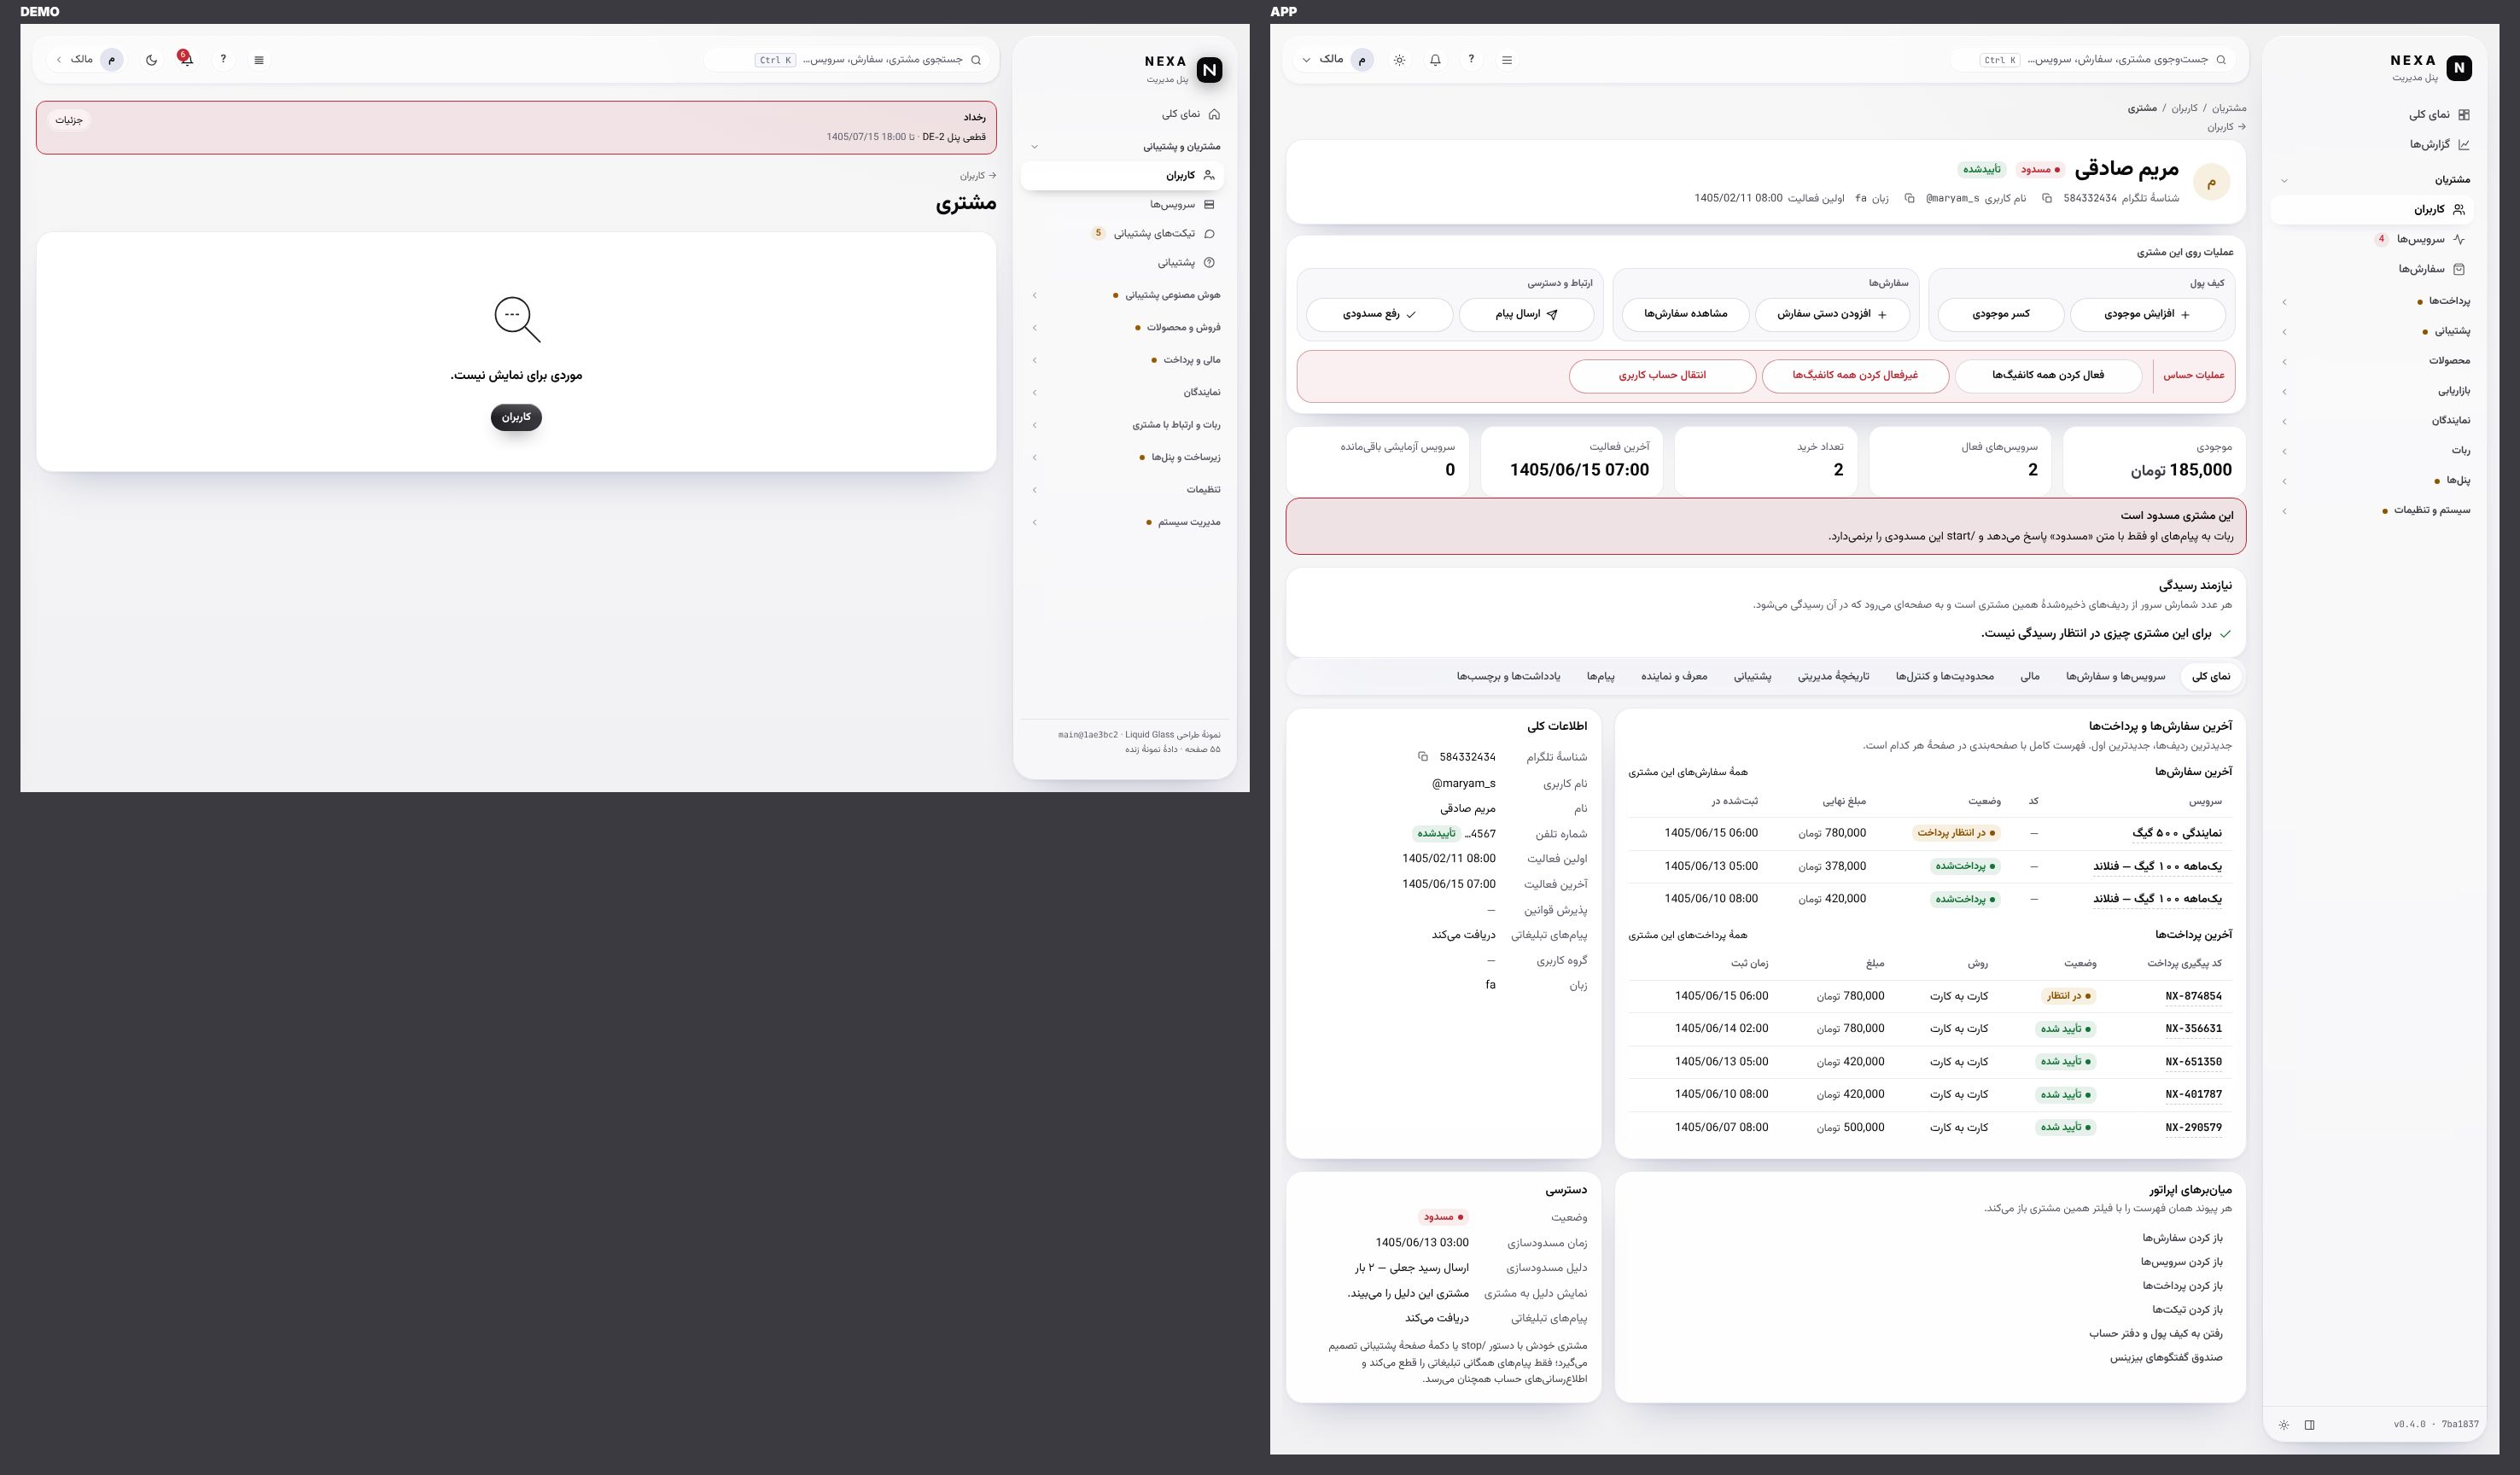 DEMO
NEXA
پنل مدیریت
نمای کلی
مشتریان و پشتیبانی
کاربران
سرویس‌ها
تیکت‌های پشتیبانی 5
پشتیبانی
هوش مصنوعی پشتیبانی
فروش و محصولات
مالی و پرداخت
نمایندگان
ربات و ارتباط با مشتری
زیرساخت و پنل‌ها
تنظیمات
مدیریت سیستم
نمونهٔ طراحی Liquid Glass · main@1ae3bc2
۵۵ صفحه · دادهٔ نمونهٔ زنده
جستجوی مشتری، سفارش، سرویس... Ctrl K
?
6
م مالک
رخداد
قطعی پنل DE-2 · تا 18:00 1405/07/15
جزئیات
→ کاربران
مشتری
موردی برای نمایش نیست.
کاربران
APP
N
NEXA
پنل مدیریت
نمای کلی
گزارش‌ها
مشتریان
کاربران
سرویس‌ها 4
سفارش‌ها
پرداخت‌ها
پشتیبانی
محصولات
بازاریابی
نمایندگان
ربات
پنل‌ها
سیستم و تنظیمات
v0.4.0 · 7ba1837
جست‌وجوی مشتری، سفارش، سرویس... Ctrl K
?
م مالک
مشتریان / کاربران / مشتری
→ کاربران
م
مریم صادقی مسدود تأییدشده
شناسهٔ تلگرام 584332434 نام کاربری @maryam_s زبان fa اولین فعالیت 08:00 1405/02/11
عملیات روی این مشتری
کیف پول
+ افزایش موجودی
کسر موجودی
سفارش‌ها
+ افزودن دستی سفارش
مشاهده سفارش‌ها
ارتباط و دسترسی
ارسال پیام
رفع مسدودی
عملیات حساس
فعال کردن همه کانفیگ‌ها
غیرفعال کردن همه کانفیگ‌ها
انتقال حساب کاربری
موجودی
185,000 تومان
سرویس‌های فعال
2
تعداد خرید
2
آخرین فعالیت
07:00 1405/06/15
سرویس آزمایشی باقی‌مانده
0
این مشتری مسدود است
ربات به پیام‌های او فقط با متن «مسدود» پاسخ می‌دهد و /start این مسدودی را برنمی‌دارد.
نیازمند رسیدگی
هر عدد شمارش سرور از ردیف‌های ذخیره‌شدهٔ همین مشتری است و به صفحه‌ای می‌رود که در آن رسیدگی می‌شود.
برای این مشتری چیزی در انتظار رسیدگی نیست.
نمای کلی سرویس‌ها و سفارش‌ها مالی محدودیت‌ها و کنترل‌ها تاریخچهٔ مدیریتی پشتیبانی معرف و نماینده پیام‌ها یادداشت‌ها و برچسب‌ها
آخرین سفارش‌ها و پرداخت‌ها
جدیدترین ردیف‌ها، جدیدترین اول. فهرست کامل با صفحه‌بندی در صفحهٔ هر کدام است.
آخرین سفارش‌ها همهٔ سفارش‌های این مشتری
سرویس کد وضعیت مبلغ نهایی ثبت‌شده در
نمایندگی ۵۰۰ گیگ — در انتظار پرداخت 780,000 تومان 06:00 1405/06/15
یک‌ماهه ۱۰۰ گیگ — فنلاند — پرداخت‌شده 378,000 تومان 05:00 1405/06/13
یک‌ماهه ۱۰۰ گیگ — فنلاند — پرداخت‌شده 420,000 تومان 08:00 1405/06/10
آخرین پرداخت‌ها همهٔ پرداخت‌های این مشتری
کد پیگیری پرداخت وضعیت روش مبلغ زمان ثبت
NX-874854 در انتظار کارت به کارت 780,000 تومان 06:00 1405/06/15
NX-356631 تأیید شده کارت به کارت 780,000 تومان 02:00 1405/06/14
NX-651350 تأیید شده کارت به کارت 420,000 تومان 05:00 1405/06/13
NX-401787 تأیید شده کارت به کارت 420,000 تومان 08:00 1405/06/10
NX-290579 تأیید شده کارت به کارت 500,000 تومان 08:00 1405/06/07
اطلاعات کلی
شناسهٔ تلگرام 584332434
نام کاربری @maryam_s
نام مریم صادقی
شماره تلفن …4567 تأییدشده
اولین فعالیت 08:00 1405/02/11
آخرین فعالیت 07:00 1405/06/15
پذیرش قوانین —
پیام‌های تبلیغاتی دریافت می‌کند
گروه کاربری —
زبان fa
میان‌برهای اپراتور
هر پیوند همان فهرست را با فیلتر همین مشتری باز می‌کند.
باز کردن سفارش‌ها
باز کردن سرویس‌ها
باز کردن پرداخت‌ها
باز کردن تیکت‌ها
رفتن به کیف پول و دفتر حساب
صندوق گفتگوهای بیزینس
دسترسی
وضعیت مسدود
زمان مسدودسازی 03:00 1405/06/13
دلیل مسدودسازی ارسال رسید جعلی — ۲ بار
نمایش دلیل به مشتری مشتری این دلیل را می‌بیند.
پیام‌های تبلیغاتی دریافت می‌کند
مشتری خودش با دستور /stop یا دکمهٔ صفحهٔ پشتیبانی تصمیم
می‌گیرد؛ فقط پیام‌های همگانی تبلیغاتی را قطع می‌کند و
اطلاع‌رسانی‌های حساب همچنان می‌رسد.